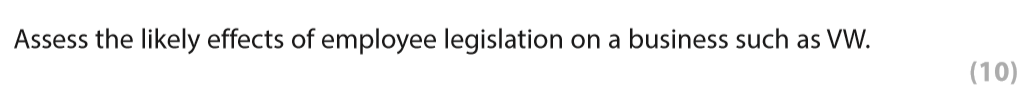 Assess the likely effects of employee legislation on a business such as VW.
(10)